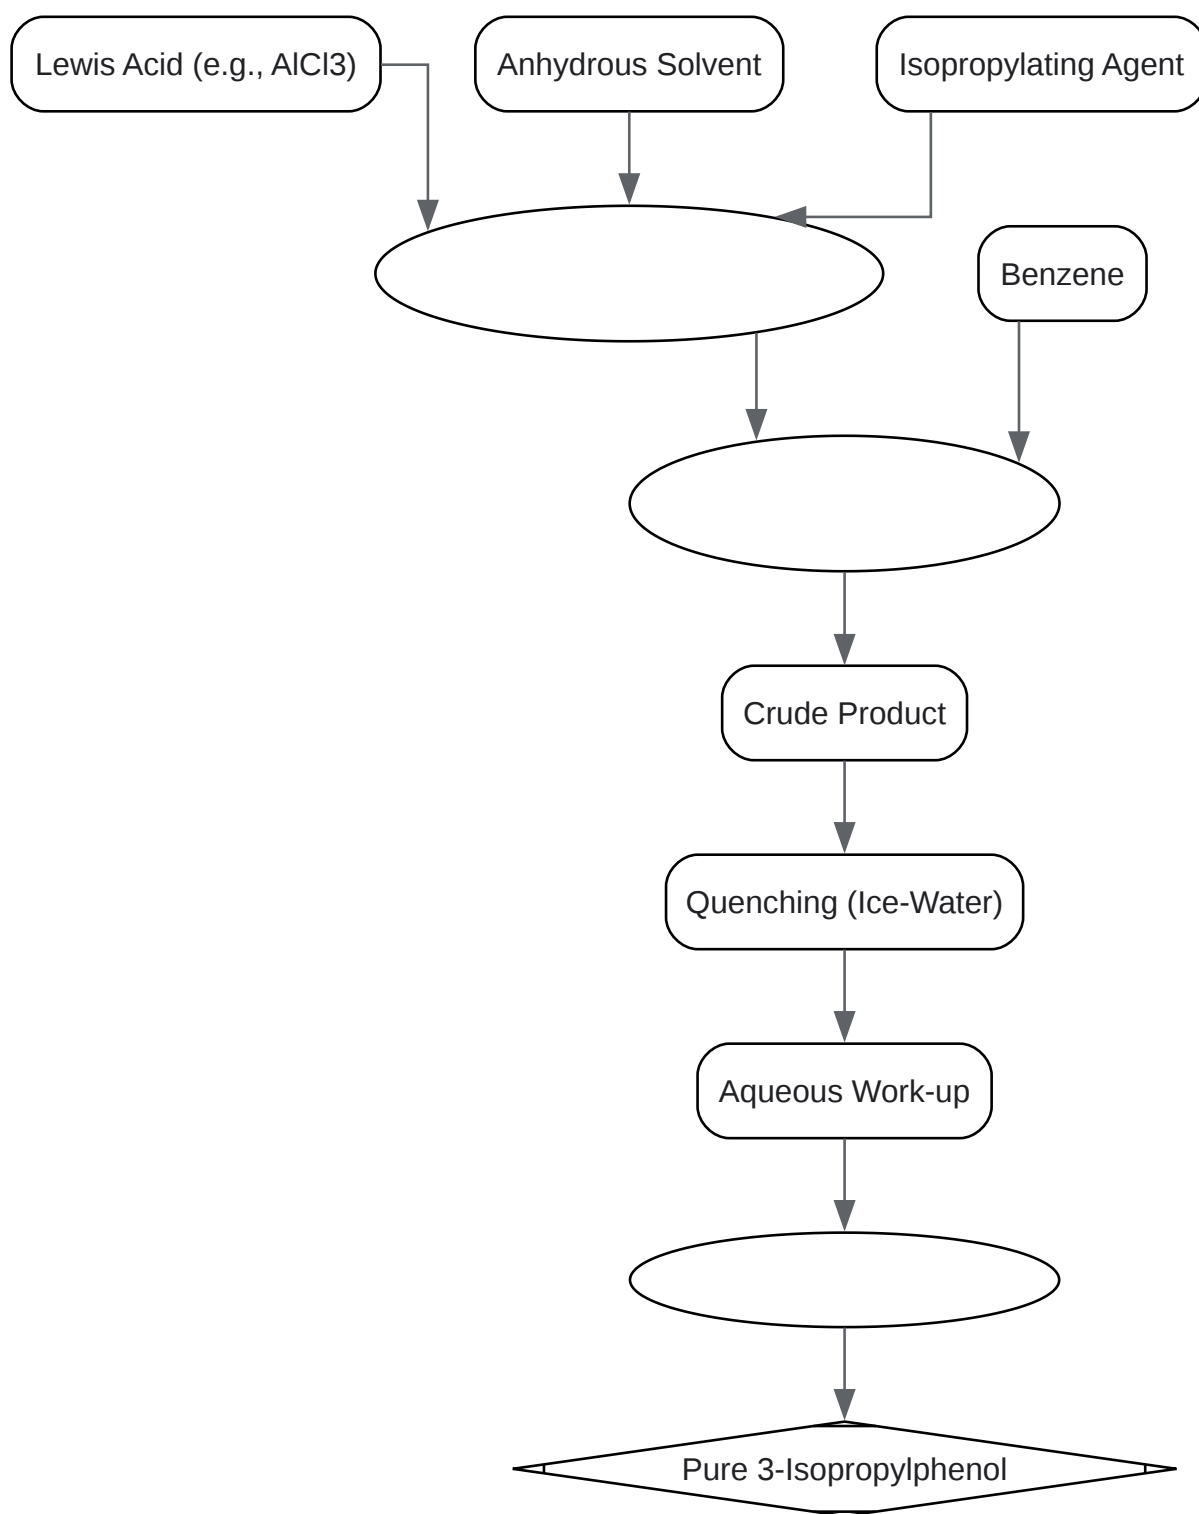 Lewis Acid (e.g., AlCl3)
Anhydrous Solvent
Isopropylating Agent
Benzene
Crude Product
Quenching (Ice-Water)
Aqueous Work-up
Pure 3-Isopropylphenol